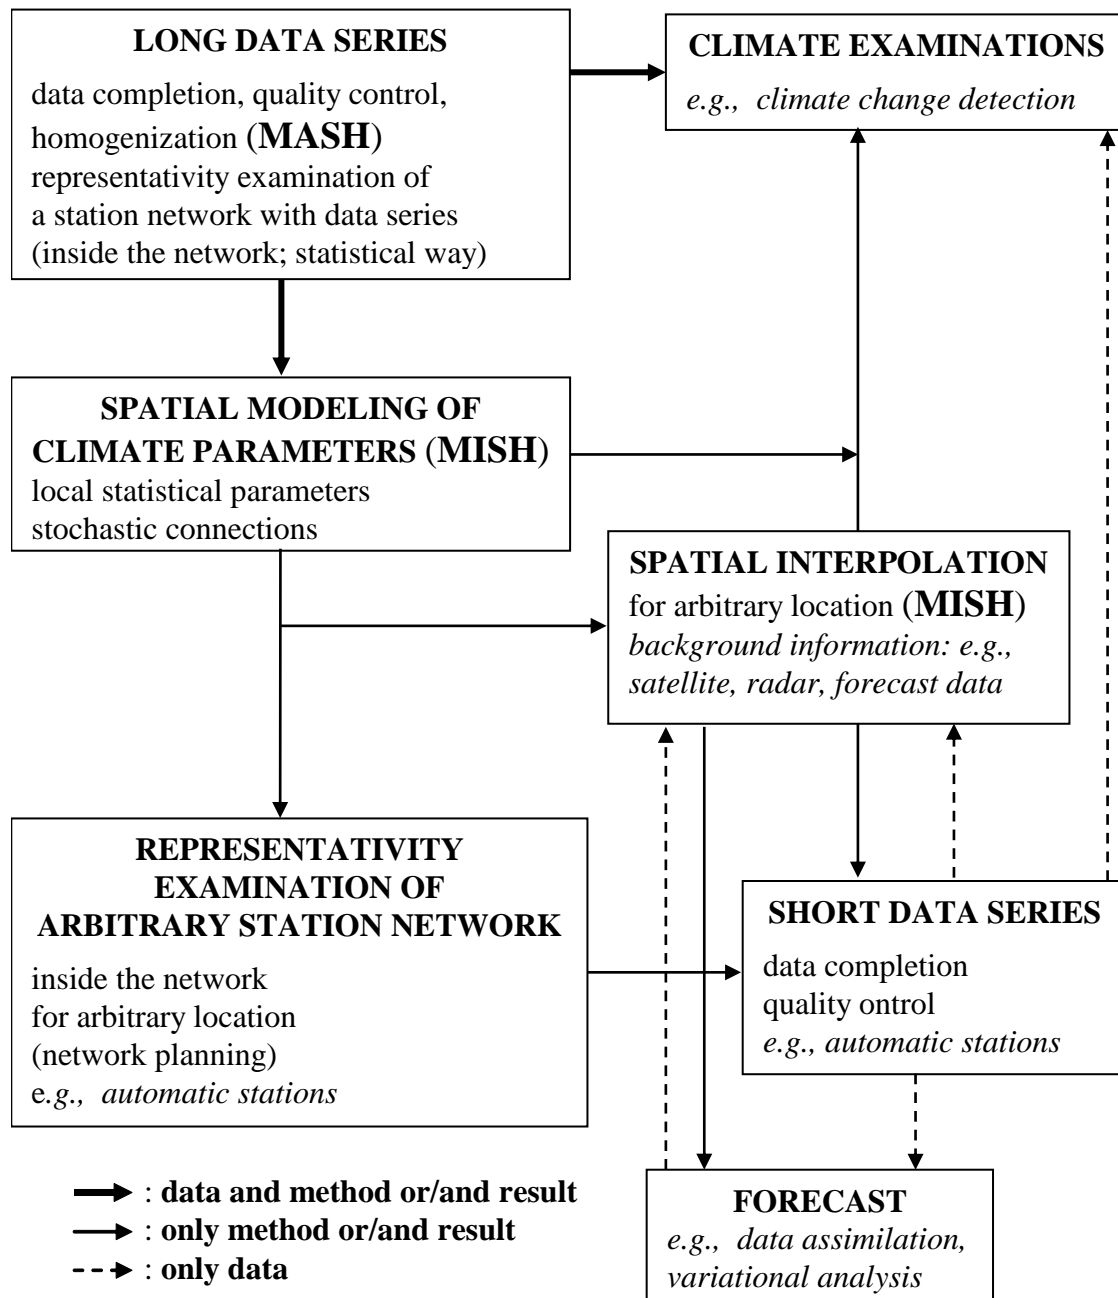 LONG DATA SERIES
data completion, quality control,
homogenization (MASH)
representativity examination of
a station network with data series
(inside the network; statistical way)
CLIMATE EXAMINATIONS
e.g., climate change detection
SPATIAL MODELING OF
CLIMATE PARAMETERS (MISH)
local statistical parameters
stochastic connections
SPATIAL INTERPOLATION
for arbitrary location (MISH)
background information: e.g.,
satellite, radar, forecast data
REPRESENTATIVITY
EXAMINATION OF
ARBITRARY STATION NETWORK
inside the network
for arbitrary location
(network planning)
e.g., automatic stations
SHORT DATA SERIES
data completion
quality ontrol
e.g., automatic stations
FORECAST
e.g., data assimilation,
variational analysis
: data and method or/and result
: only method or/and result
: only data